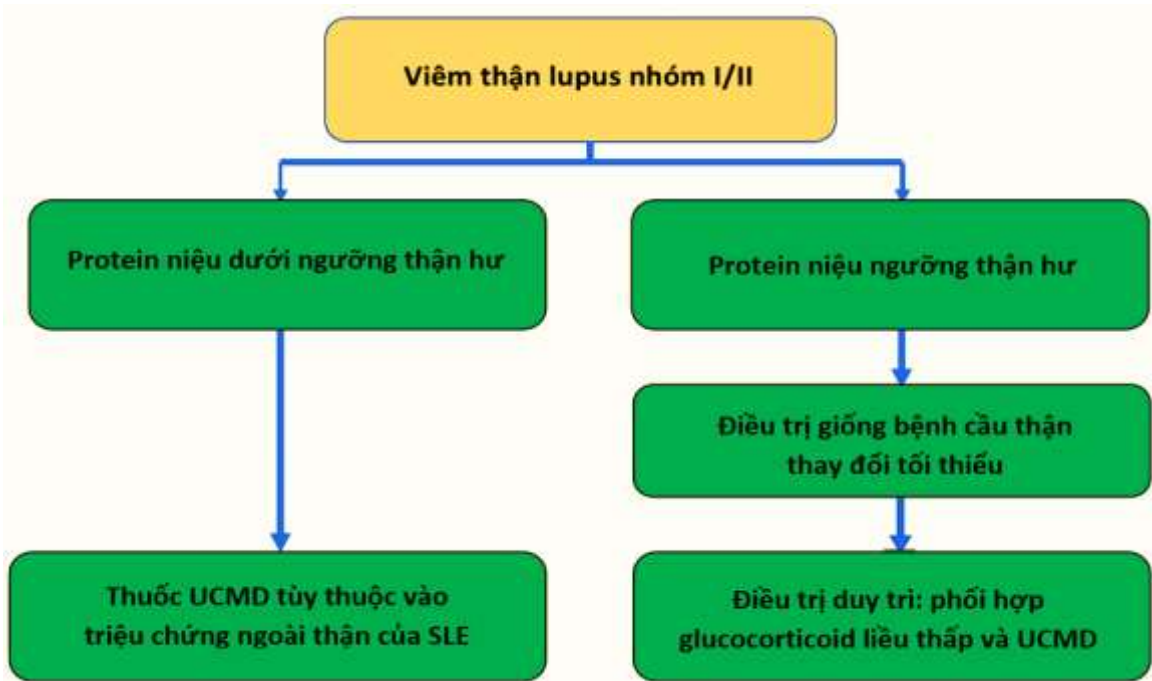 Viêm thận lupus nhóm I/II
Protein niệu dưới ngưỡng thận hư
Protein niệu ngưỡng thận hư
Điều trị giống bệnh cầu thận
thay đổi tối thiểu
Thuốc UCMD tùy thuộc vào
triệu chứng ngoài thận của SLE
Điều trị duy trì: phối hợp
glucocorticoid liều thấp và UCMD